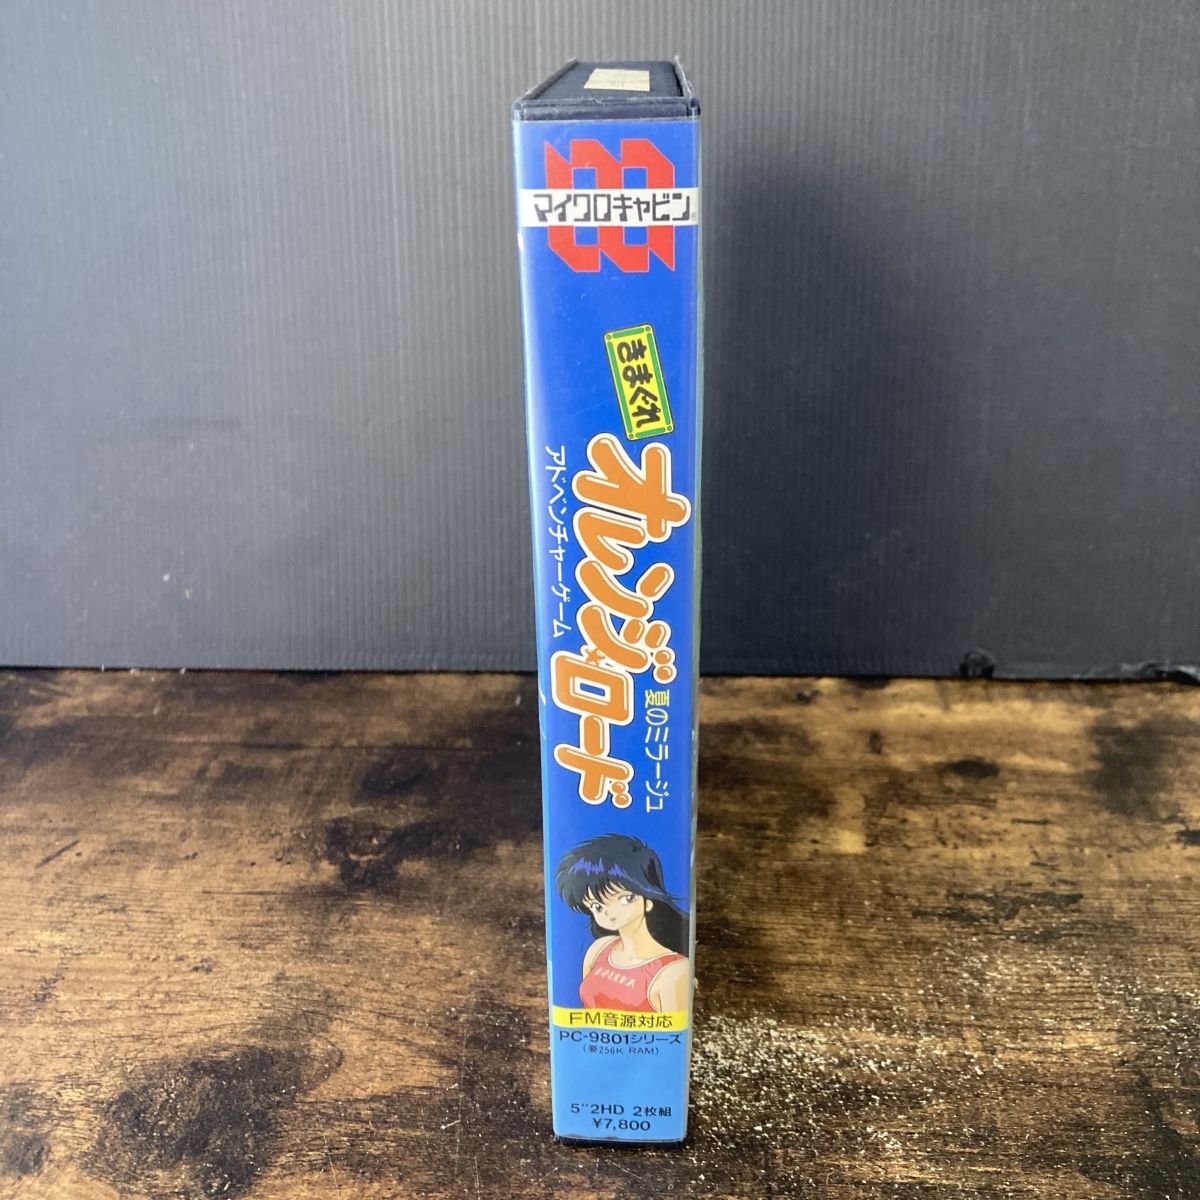 マイクロキャビン®
きまぐれ
オレンジ☆ロード
アドベンチャーゲーム
夏のミラージュ
FM音源対応
PC-9801シリーズ
(要256K RAM)
5"2HD 2枚組
¥7,800